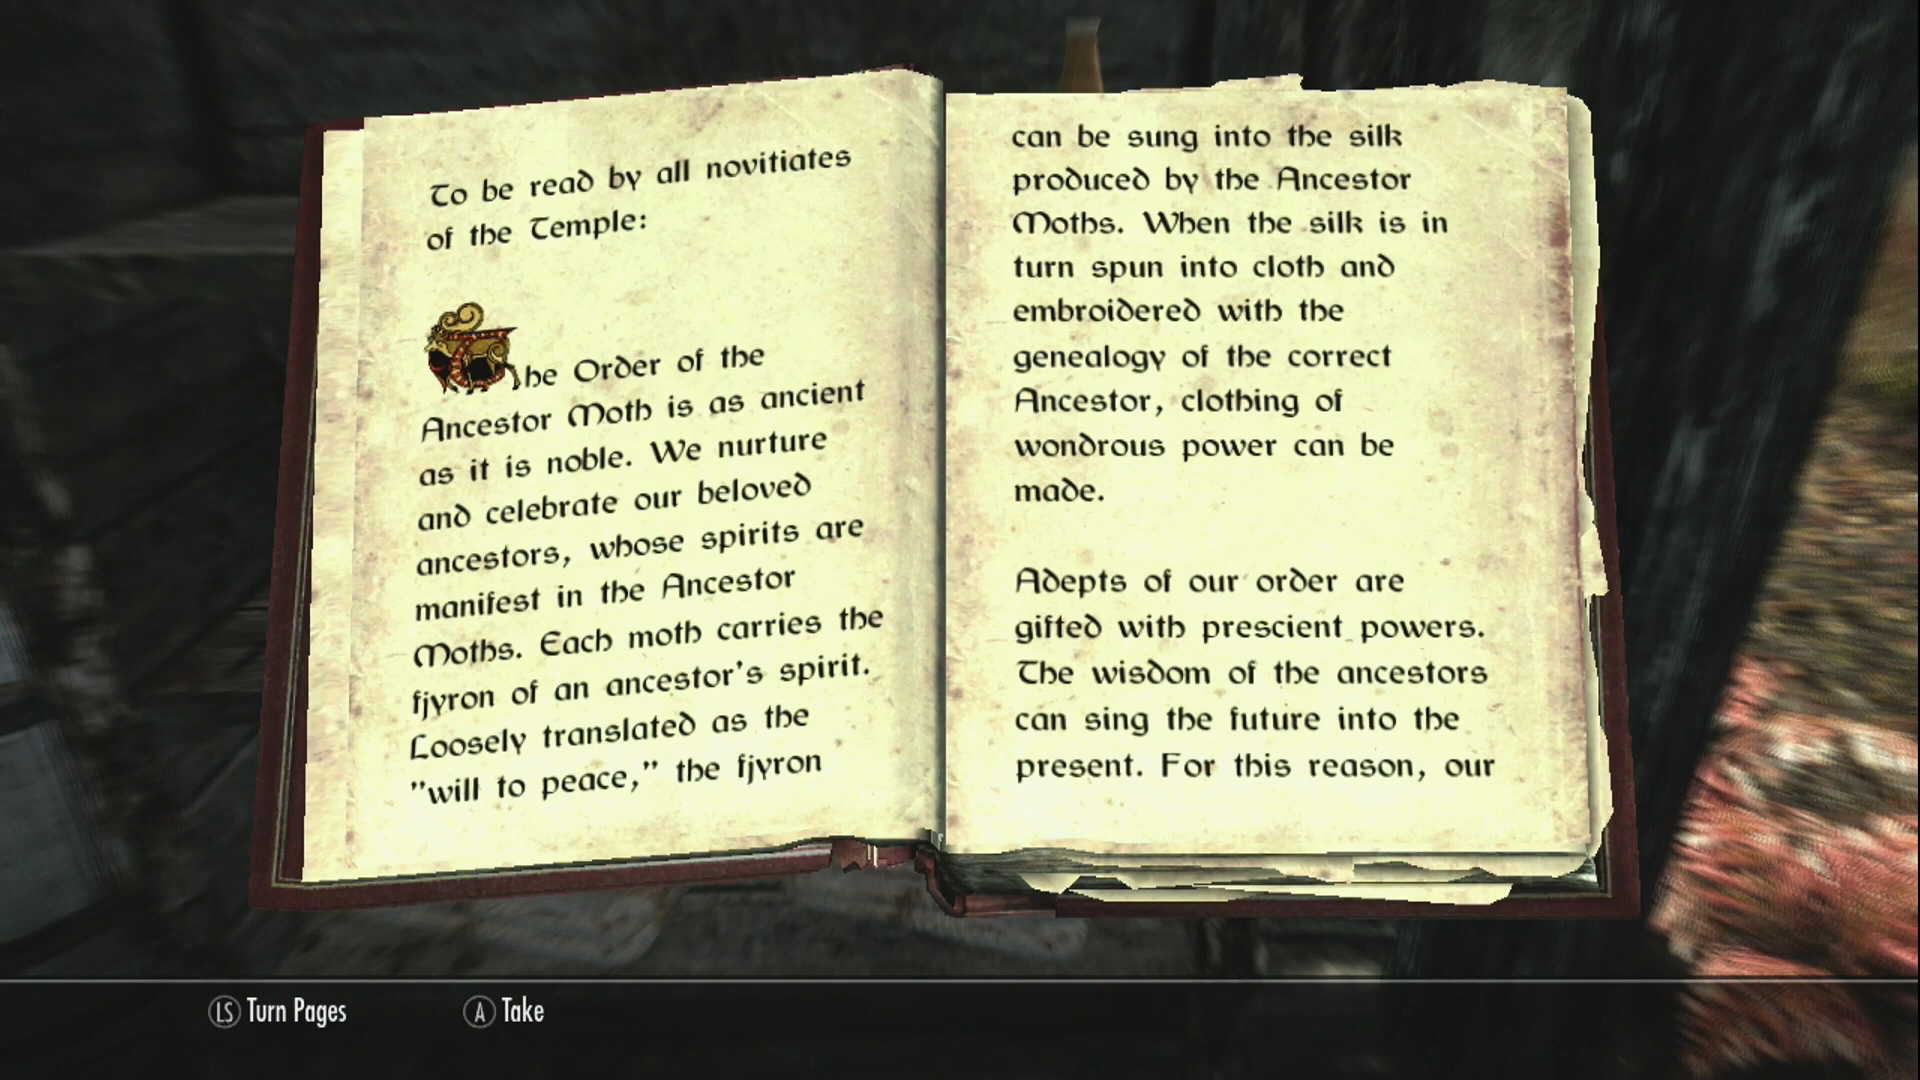 To be read by all novitiates
of the Temple:
The Order of the
Ancestor Moth is as ancient
as it is noble. We nurture
and celebrate our beloved
ancestors, whose spirits are
manifest in the Ancestor
Moths. Each moth carries the
fjyron of an ancestor's spirit.
Loosely translated as the
"will to peace," the fjyron
can be sung into the silk
produced by the Ancestor
Moths. When the silk is in
turn spun into cloth and
embroidered with the
genealogy of the correct
Ancestor, clothing of
wondrous power can be
made.
Adepts of our order are
gifted with prescient powers.
The wisdom of the ancestors
can sing the future into the
present. For this reason, our
LS Turn Pages
A Take